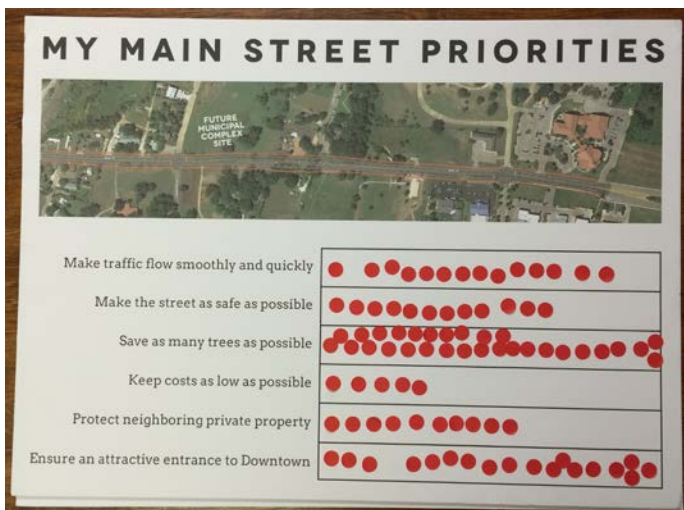 MY MAIN STREET PRIORITIES
FUTURE
MUNICIPAL
COMPLEX
SITE
Make traffic flow smoothly and quickly
Make the street as safe as possible
Save as many trees as possible
Keep costs as low as possible
Protect neighboring private property
Ensure an attractive entrance to Downtown